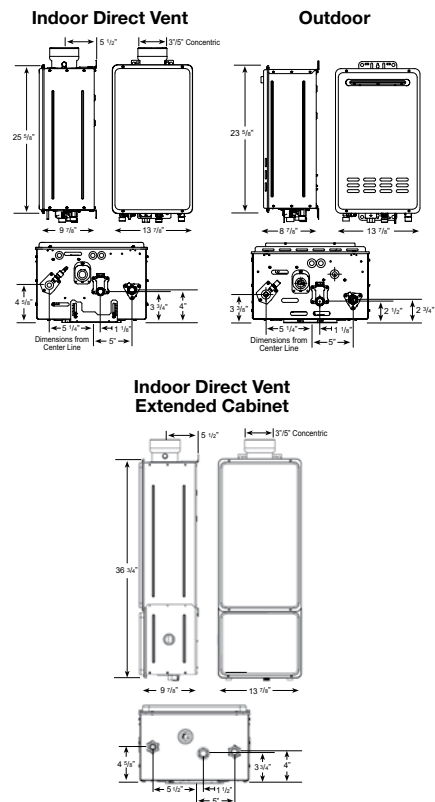 Indoor Direct Vent
Outdoor
5 1/2"
3"/5" Concentric
25 5/8"
23 5/8"
9 7/8"
13 7/8"
8 7/8"
13 7/8"
4 5/8"
3 3/4"
4"
5 1/4"
1 1/8"
5"
Dimensions from
Center Line
3 3/8"
2 1/2"
2 3/4"
5 1/4"
1 1/8"
5"
Dimensions from
Center Line
Indoor Direct Vent
Extended Cabinet
5 1/2"
3"/5" Concentric
36 3/4"
9 7/8"
13 7/8"
4 5/8"
3 3/4"
4"
5 1/2"
1 1/2"
5"